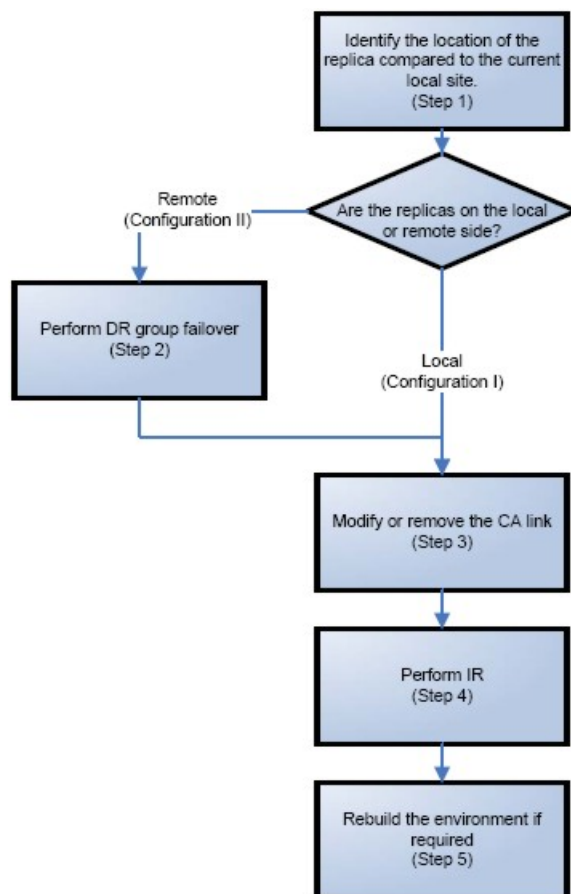 Identify the location of the
replica compared to the current
local site.
(Step 1)
Are the replicas on the local
or remote side?
Remote
(Configuration II)
Perform DR group failover
(Step 2)
Local
(Configuration I)
Modify or remove the CA link
(Step 3)
Perform IR
(Step 4)
Rebuild the environment if
required
(Step 5)